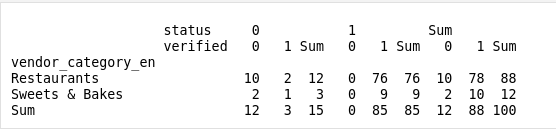 status 0 1 Sum
verified 0 1 Sum 0 1 Sum 0 1 Sum
vendor_category_en
Restaurants 10 2 12 0 76 76 10 78 88
Sweets & Bakes 2 1 3 0 9 9 2 10 12
Sum 12 3 15 0 85 85 12 88 100